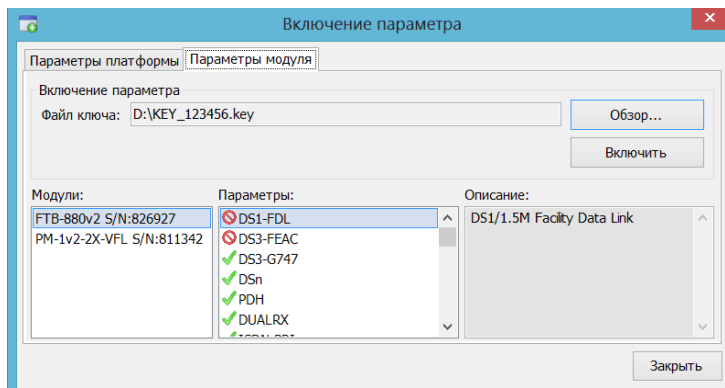 Включение параметра
Параметры платформы Параметры модуля
Включение параметра
Файл ключа: D:\KEY_123456.key Обзор...
Включить
Модули: Параметры: Описание:
FTB-880v2 S/N:826927 DS1-FDL DS1/1.5M Facility Data Link
PM-1v2-2X-VFL S/N:811342 DS3-FEAC
DS3-G747
DSn
PDH
DUALRX
Закрыть